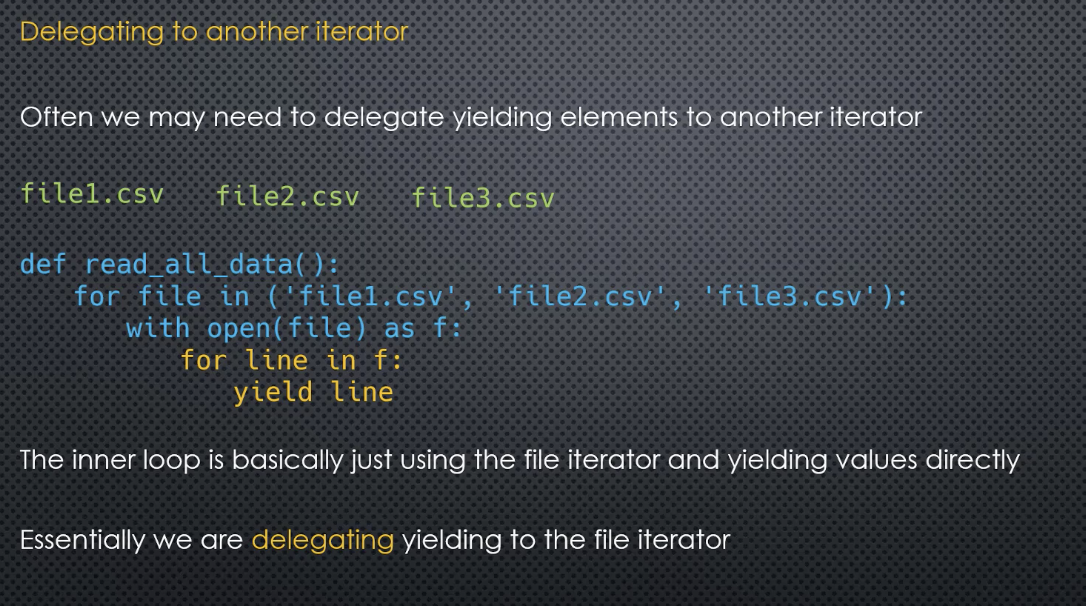 Delegating to another iterator
Often we may need to delegate yielding elements to another iterator
file1.csv file2.csv file3.csv
def read_all_data():
    for file in ('file1.csv', 'file2.csv', 'file3.csv'):
        with open(file) as f:
            for line in f:
                yield line
The inner loop is basically just using the file iterator and yielding values directly
Essentially we are delegating yielding to the file iterator